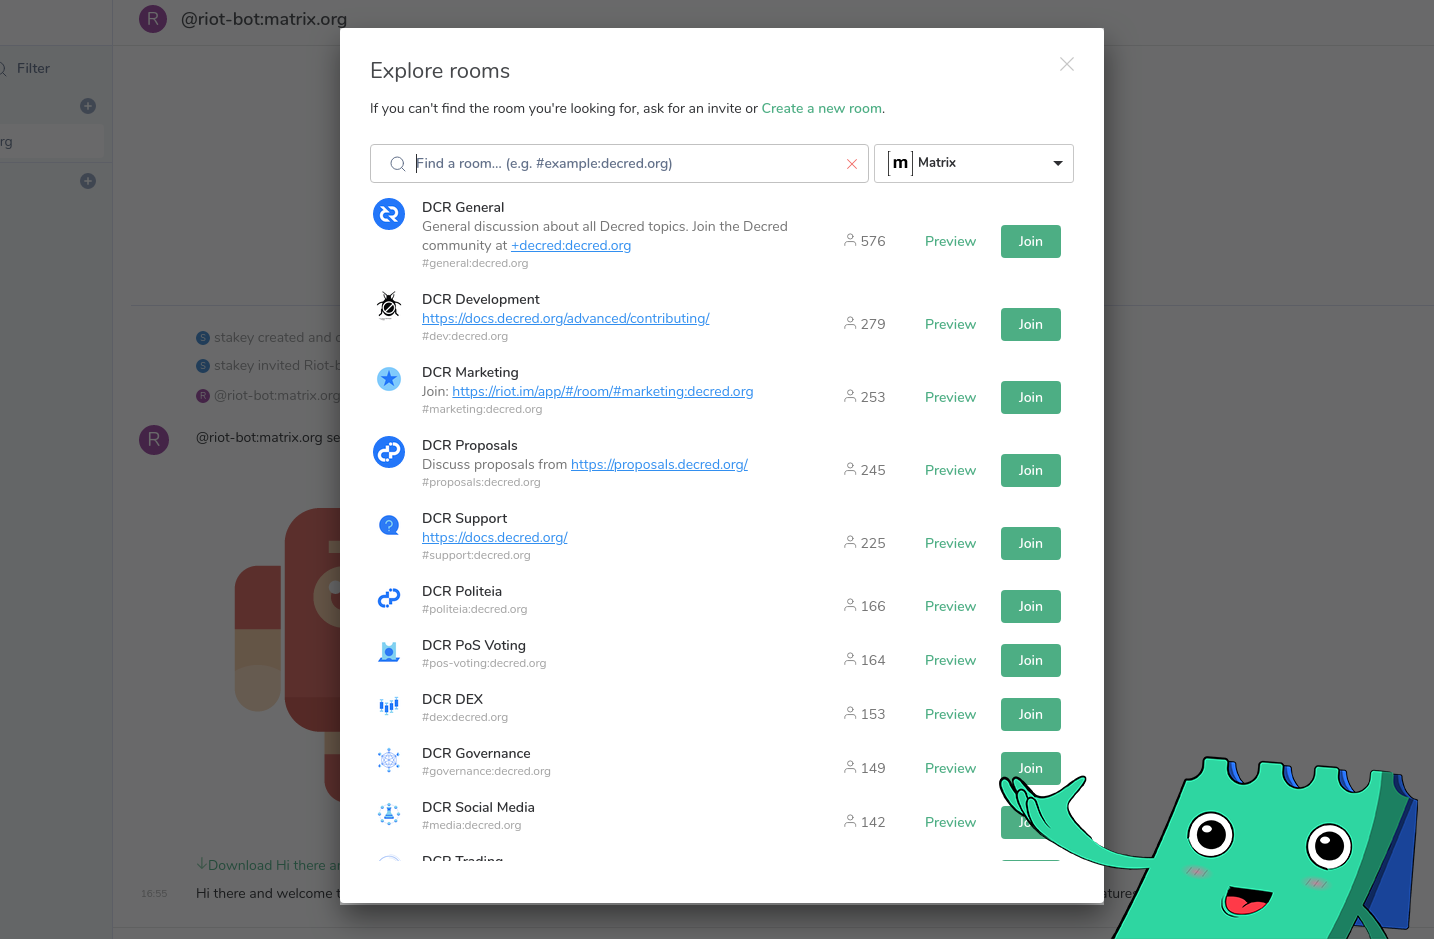 R @riot-bot:matrix.org
Filter
rg
Explore rooms
If you can't find the room you're looking for, ask for an invite or Create a new room.
Find a room... (e.g. #example:decred.org)
[m] Matrix
DCR General
General discussion about all Decred topics. Join the Decred
community at +decred:decred.org
#general:decred.org
576 Preview Join
DCR Development
https://docs.decred.org/advanced/contributing/
#dev:decred.org
279 Preview Join
DCR Marketing
Join: https://riot.im/app/#/room/#marketing:decred.org
#marketing:decred.org
253 Preview Join
DCR Proposals
Discuss proposals from https://proposals.decred.org/
#proposals:decred.org
245 Preview Join
DCR Support
https://docs.decred.org/
#support:decred.org
225 Preview Join
DCR Politeia
#politeia:decred.org
166 Preview Join
DCR PoS Voting
#pos-voting:decred.org
164 Preview Join
DCR DEX
#dex:decred.org
153 Preview Join
DCR Governance
#governance:decred.org
149 Preview Join
DCR Social Media
#media:decred.org
142 Preview Jo
DCR Trading
S stakey created and c
S stakey invited Riot-b
R @riot-bot:matrix.org
R @riot-bot:matrix.org se
Download Hi there a
16:55 Hi there and welcome t
atures